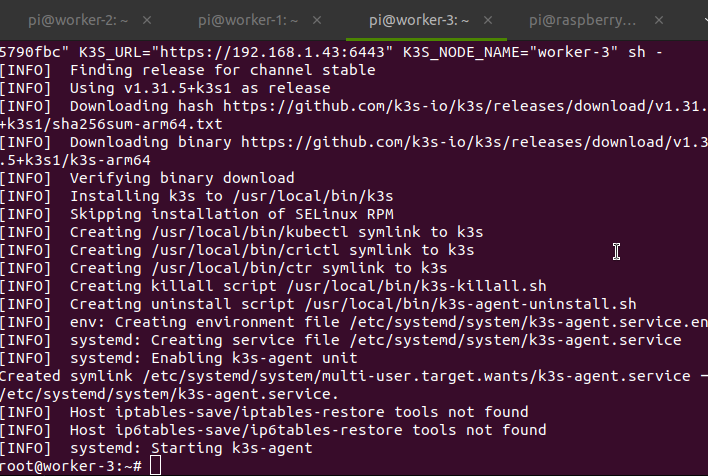 pi@worker-2: ~
pi@worker-1: ~
pi@worker-3: ~
pi@raspberry...
5790fbc" K3S_URL="https://192.168.1.43:6443" K3S_NODE_NAME="worker-3" sh -
[INFO]  Finding release for channel stable
[INFO]  Using v1.31.5+k3s1 as release
[INFO]  Downloading hash https://github.com/k3s-io/k3s/releases/download/v1.31.
+k3s1/sha256sum-arm64.txt
[INFO]  Downloading binary https://github.com/k3s-io/k3s/releases/download/v1.3
.5+k3s1/k3s-arm64
[INFO]  Verifying binary download
[INFO]  Installing k3s to /usr/local/bin/k3s
[INFO]  Skipping installation of SELinux RPM
[INFO]  Creating /usr/local/bin/kubectl symlink to k3s
[INFO]  Creating /usr/local/bin/crictl symlink to k3s
[INFO]  Creating /usr/local/bin/ctr symlink to k3s
[INFO]  Creating killall script /usr/local/bin/k3s-killall.sh
[INFO]  Creating uninstall script /usr/local/bin/k3s-agent-uninstall.sh
[INFO]  env: Creating environment file /etc/systemd/system/k3s-agent.service.en
[INFO]  systemd: Creating service file /etc/systemd/system/k3s-agent.service
[INFO]  systemd: Enabling k3s-agent unit
Created symlink /etc/systemd/system/multi-user.target.wants/k3s-agent.service →
/etc/systemd/system/k3s-agent.service.
[INFO]  Host iptables-save/iptables-restore tools not found
[INFO]  Host ip6tables-save/ip6tables-restore tools not found
[INFO]  systemd: Starting k3s-agent
root@worker-3:~#